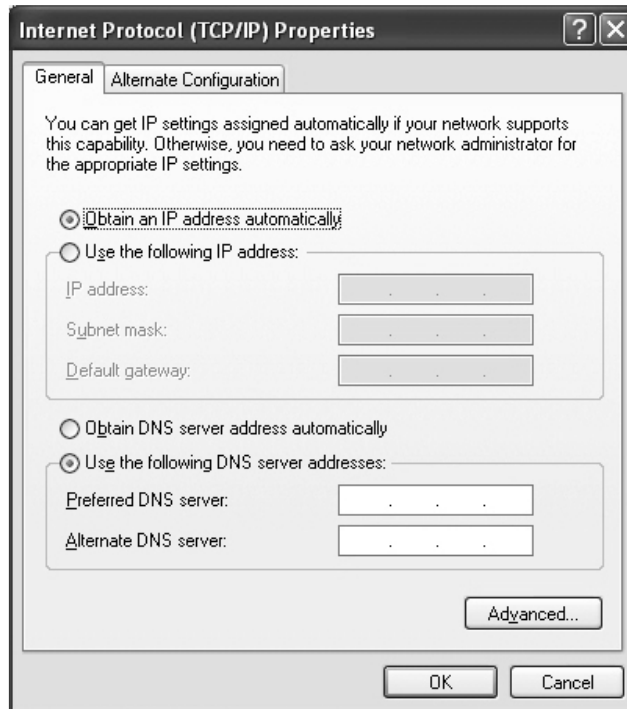 Internet Protocol (TCP/IP) Properties
General
Alternate Configuration
You can get IP settings assigned automatically if your network supports
this capability. Otherwise, you need to ask your network administrator for
the appropriate IP settings.
Obtain an IP address automatically
Use the following IP address:
IP address:
Subnet mask:
Default gateway:
Obtain DNS server address automatically
Use the following DNS server addresses:
Preferred DNS server:
Alternate DNS server:
Advanced...
OK
Cancel